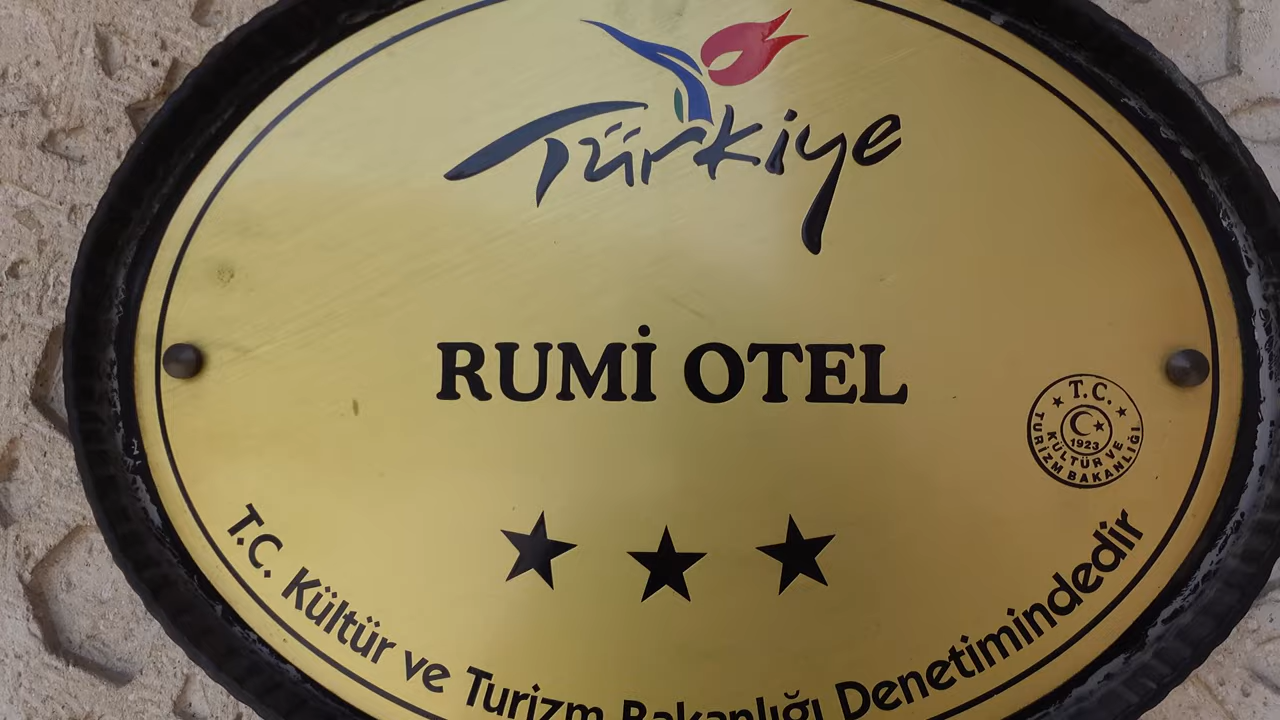 Türkiye
RUMİ OTEL
T.C.
1923
KÜLTÜR VE
TURİZM BAKANLIĞI
T.C. Kültür ve Turizm Bakanlığı Denetimindedir